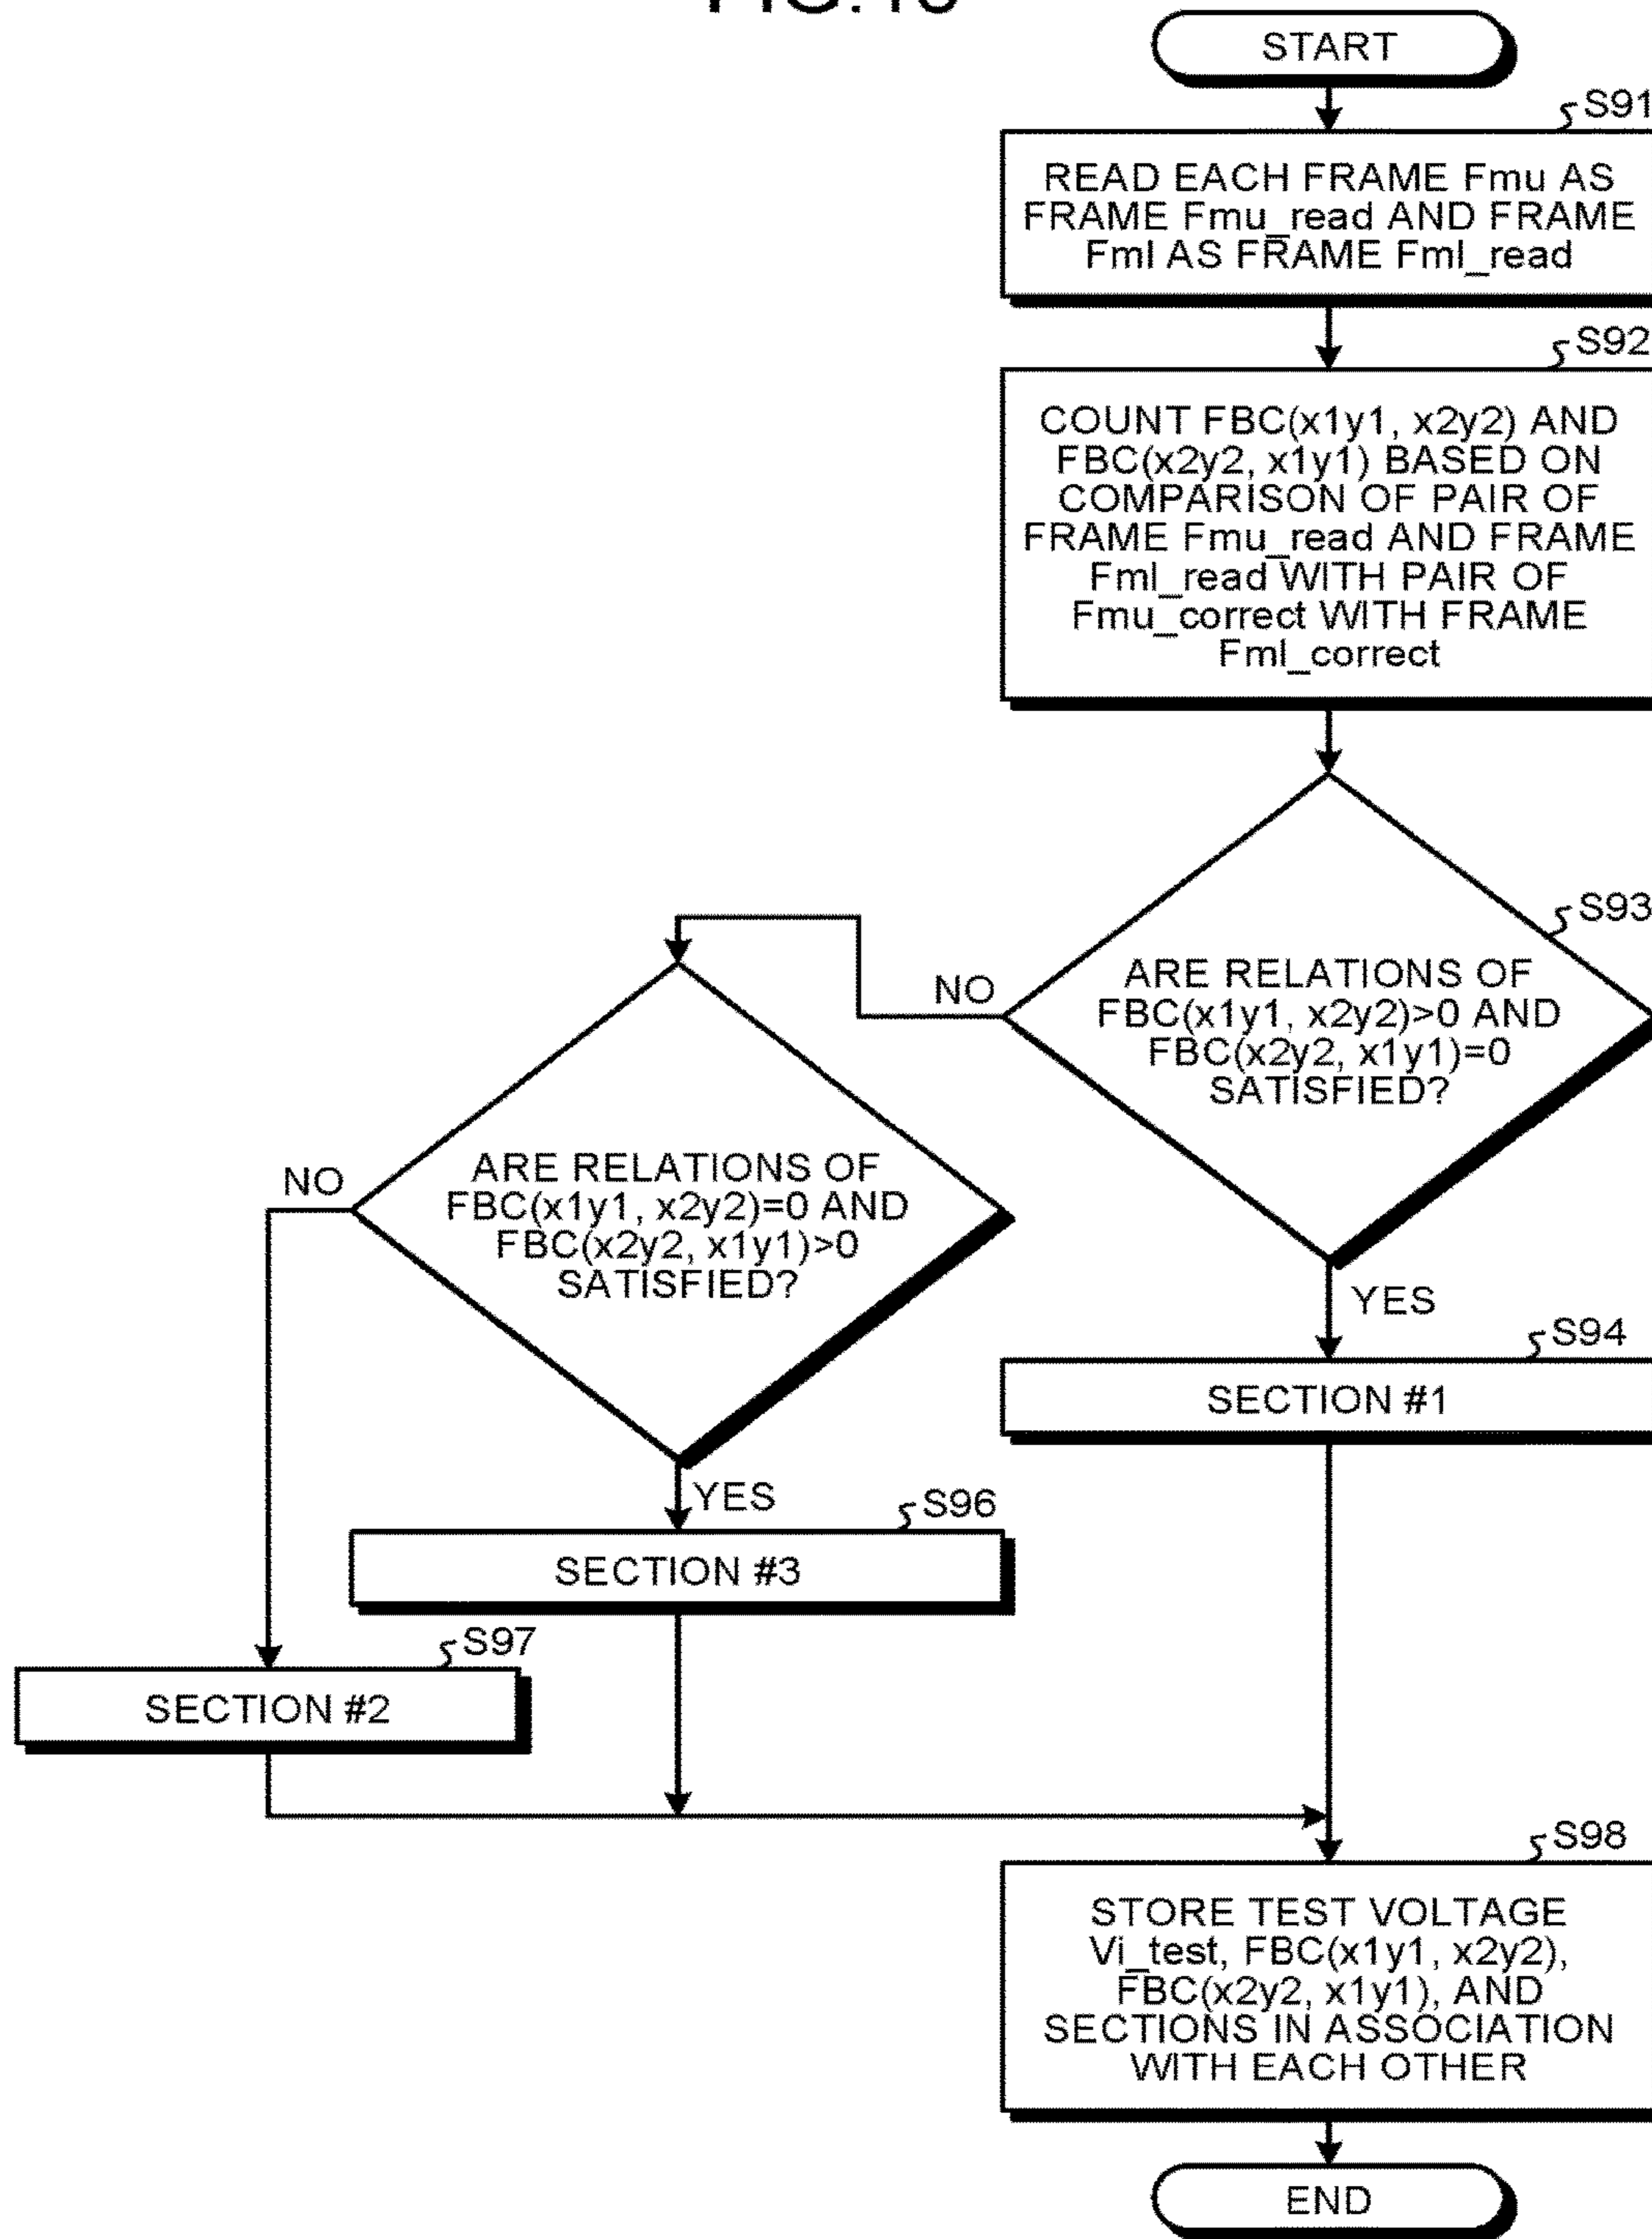 START
S91
READ EACH FRAME Fmu AS
FRAME Fmu_read AND FRAME
Fml AS FRAME Fml_read
S92
COUNT FBC(x1y1, x2y2) AND
FBC(x2y2, x1y1) BASED ON
COMPARISON OF PAIR OF
FRAME Fmu_read AND FRAME
Fml_read WITH PAIR OF
Fmu_correct WITH FRAME
Fml_correct
S93
ARE RELATIONS OF
FBC(x1y1, x2y2)>0 AND
FBC(x2y2, x1y1)=0
SATISFIED?
NO
YES
ARE RELATIONS OF
FBC(x1y1, x2y2)=0 AND
FBC(x2y2, x1y1)>0
SATISFIED?
NO
YES
S94
SECTION #1
S96
SECTION #3
S97
SECTION #2
S98
STORE TEST VOLTAGE
Vi_test, FBC(x1y1, x2y2),
FBC(x2y2, x1y1), AND
SECTIONS IN ASSOCIATION
WITH EACH OTHER
END